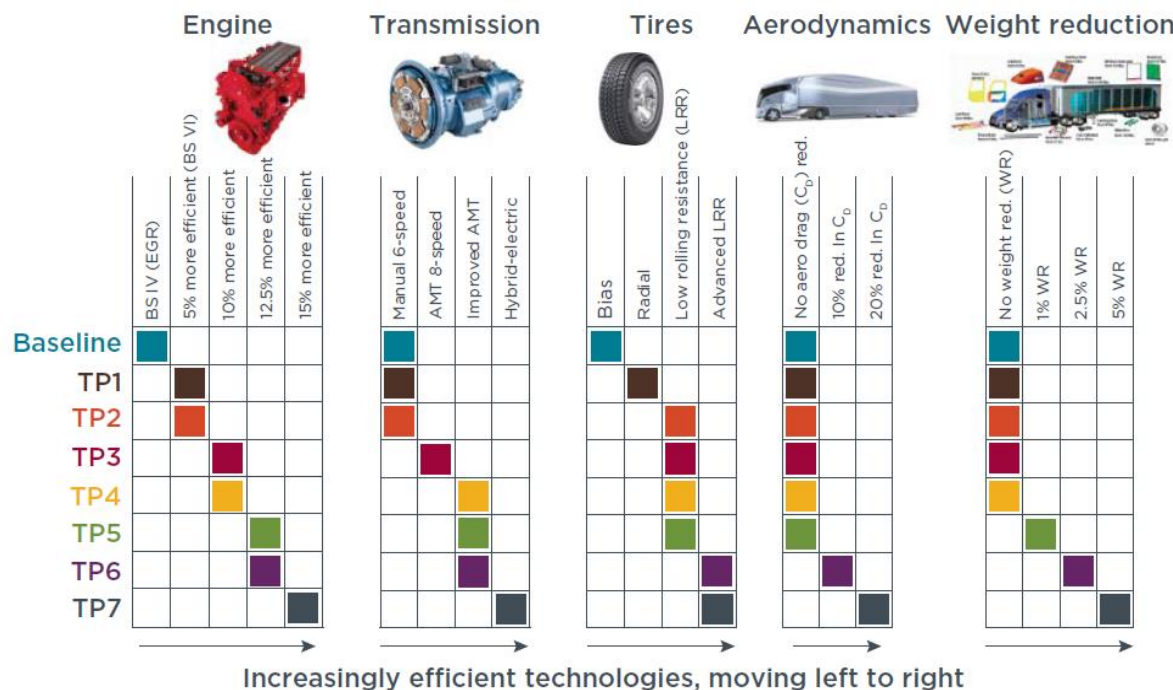 Engine
Transmission
Tires
Aerodynamics
Weight reduction
BS IV (EGR)
5% more efficient (BS VI)
10% more efficient
12.5% more efficient
15% more efficient
Manual 6-speed
AMT 8-speed
Improved AMT
Hybrid-electric
Bias
Radial
Low rolling resistance (LRR)
Advanced LRR
No aero drag (CD) red.
10% red. In CD
20% red. In CD
No weight red. (WR)
1% WR
2.5% WR
5% WR
Baseline
TP1
TP2
TP3
TP4
TP5
TP6
TP7
Increasingly efficient technologies, moving left to right